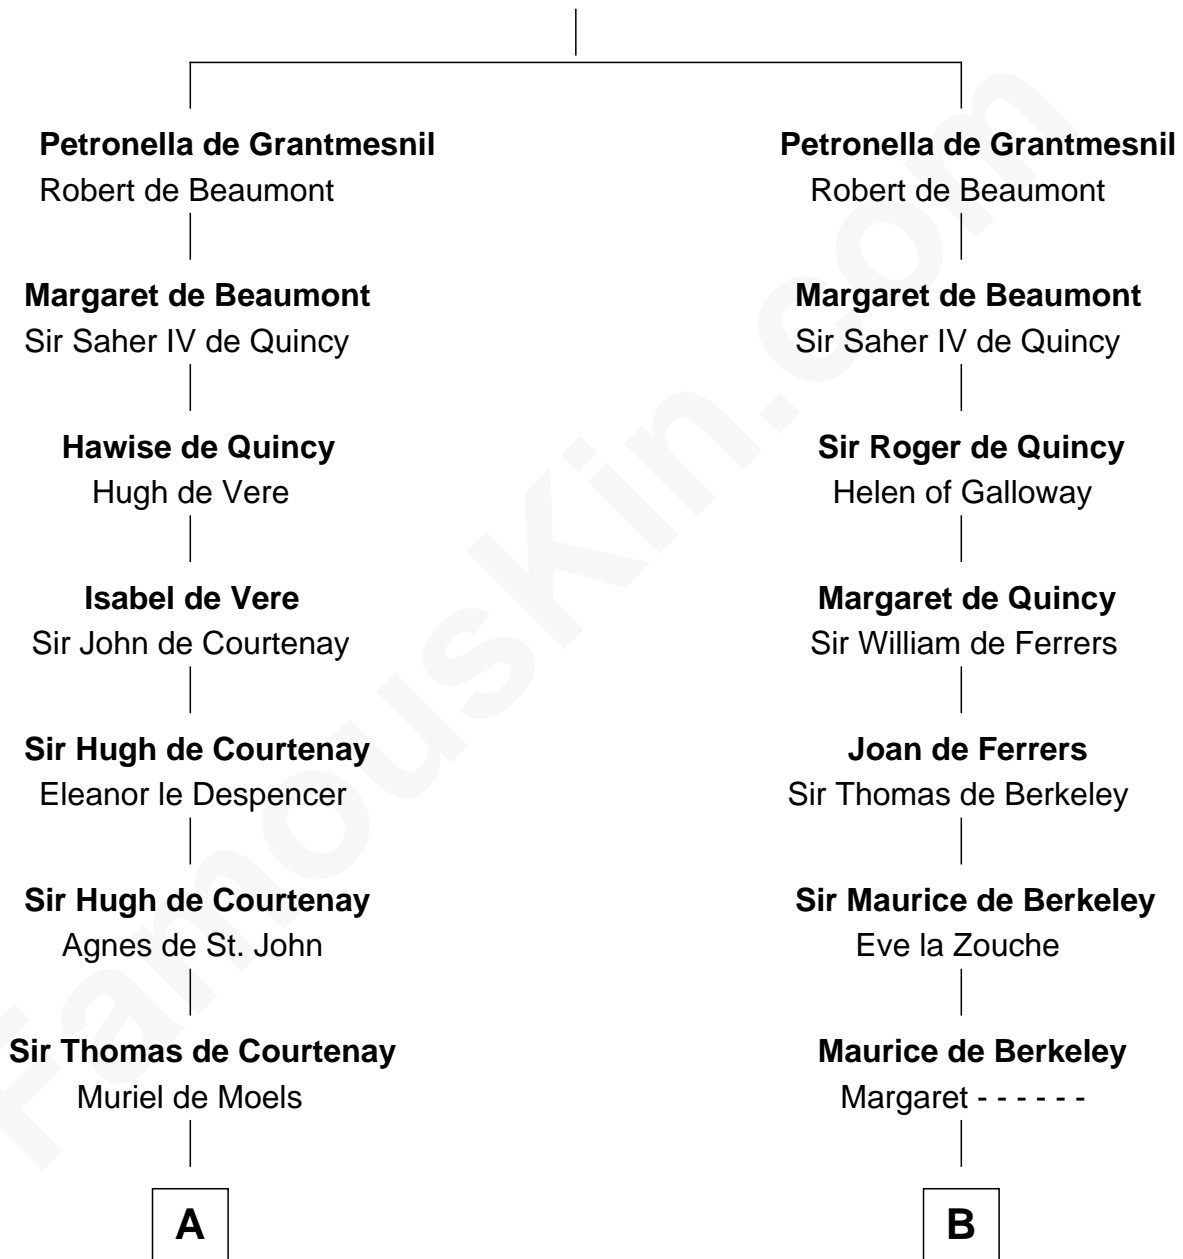 Petronella de Grantmesnil
Robert de Beaumont
Margaret de Beaumont
Sir Saher IV de Quincy
Hawise de Quincy
Hugh de Vere
Isabel de Vere
Sir John de Courtenay
Sir Hugh de Courtenay
Eleanor le Despencer
Sir Hugh de Courtenay
Agnes de St. John
Sir Thomas de Courtenay
Muriel de Moels
A
Petronella de Grantmesnil
Robert de Beaumont
Margaret de Beaumont
Sir Saher IV de Quincy
Sir Roger de Quincy
Helen of Galloway
Margaret de Quincy
Sir William de Ferrers
Joan de Ferrers
Sir Thomas de Berkeley
Sir Maurice de Berkeley
Eve la Zouche
Maurice de Berkeley
Margaret - - - - - -
B
FamousKin.com